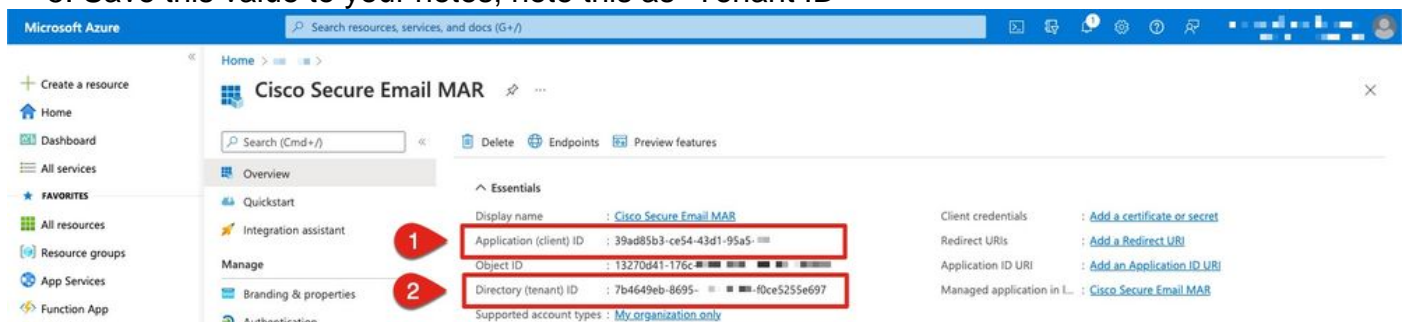 Microsoft Azure
Search resources, services, and docs (G+/)
Home >
Create a resource
Home
Dashboard
All services
FAVORITES
All resources
Resource groups
App Services
Function App
Cisco Secure Email MAR
Search (Cmd+/)
Overview
Quickstart
Integration assistant
Manage
Branding & properties
Delete Endpoints Preview features
Essentials
Display name : Cisco Secure Email MAR
1 Application (client) ID : 39ad85b3-ce54-43d1-95a5-
Object ID : 13270d41-176c-
2 Directory (tenant) ID : 7b4649eb-8695- -f0ce5255e697
Supported account types : My organization only
Client credentials : Add a certificate or secret
Redirect URIs : Add a Redirect URI
Application ID URI : Add an Application ID URI
Managed application in l... : Cisco Secure Email MAR